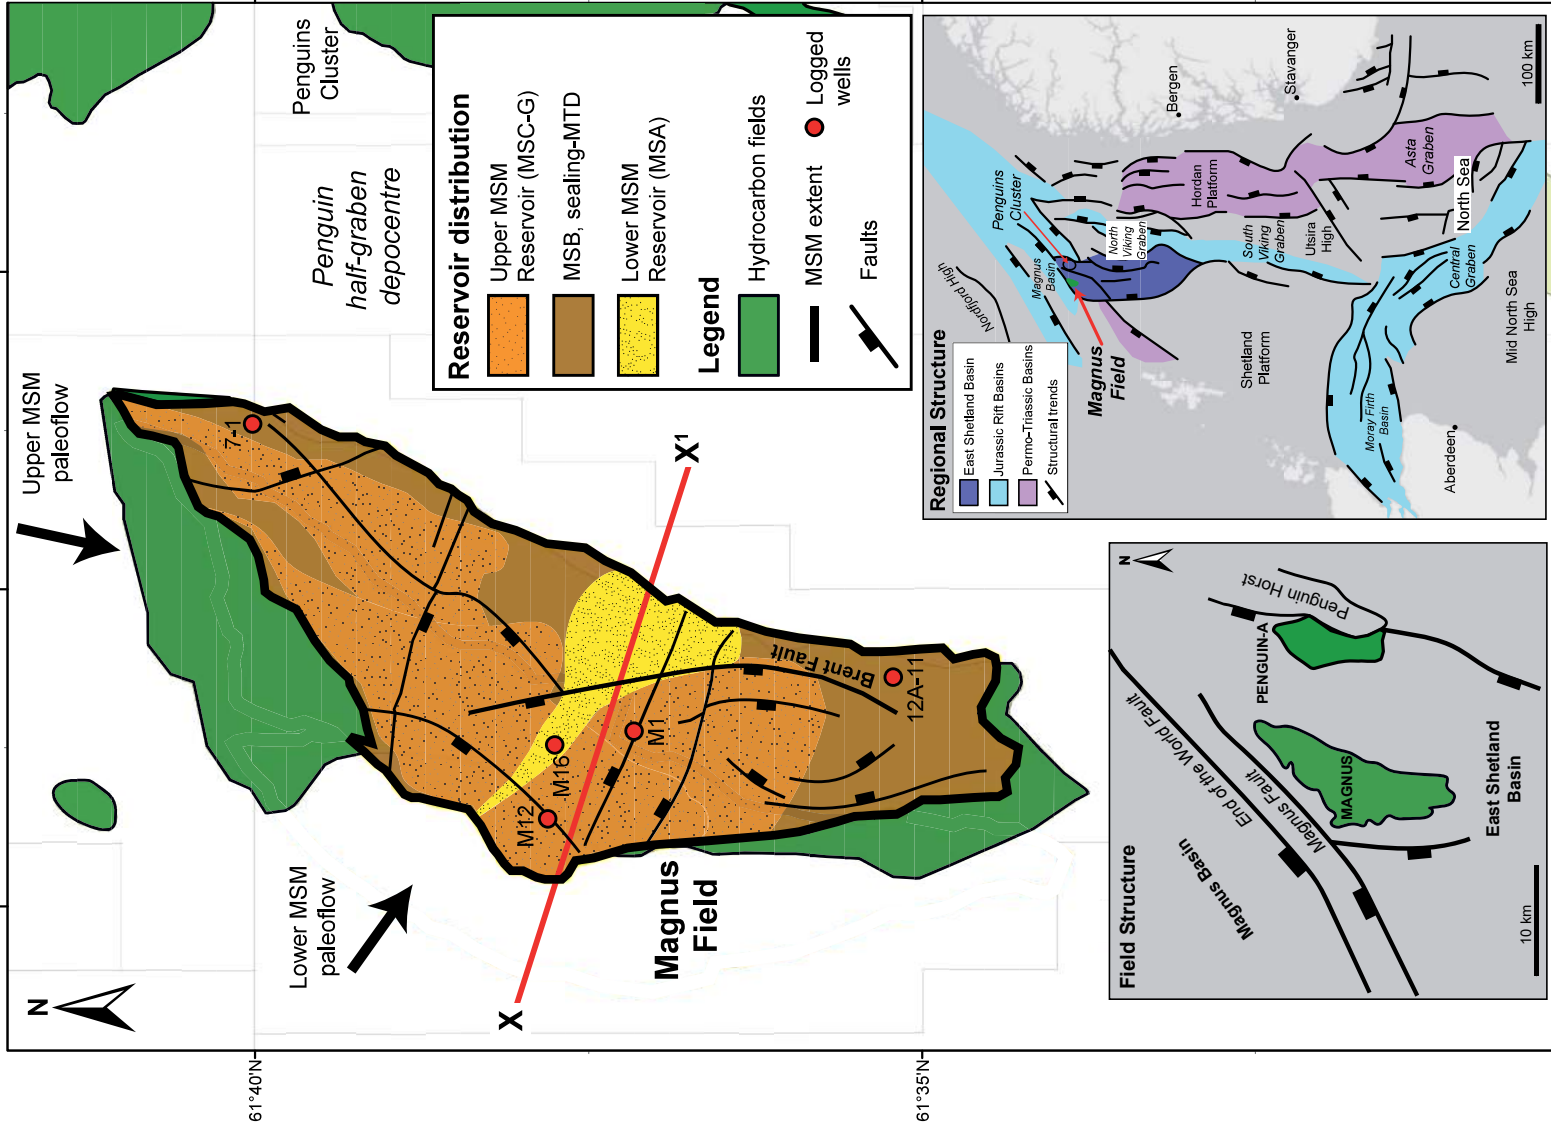 Penguins
Cluster
Penguin
half-graben
depocentre
Upper MSM
paleoflow
Lower MSM
paleoflow
N
X
X¹
7-1
M12
M16
M1
12A-11
Brent Fault
Magnus
Field
61°40'N
61°35'N
Reservoir distribution
Upper MSM
Reservoir (MSC-G)
MSB, sealing-MTD
Lower MSM
Reservoir (MSA)
Legend
Hydrocarbon fields
MSM extent
Logged
wells
Faults
Regional Structure
East Shetland Basin
Jurassic Rift Basins
Permo-Triassic Basins
Structural trends
Nordfjord High
Magnus
Basin
Penguins
Cluster
Magnus
Field
North
Viking
Graben
Hordan
Platform
Bergen
Stavanger
South
Viking
Graben
Utsira
High
Asta
Graben
North Sea
Central
Graben
Shetland
Platform
Moray Firth
Basin
Aberdeen
Mid North Sea
High
100 km
Field Structure
N
Magnus Basin
End of the World Fault
Magnus Fault
MAGNUS
PENGUIN-A
Penguin Horst
East Shetland
Basin
10 km